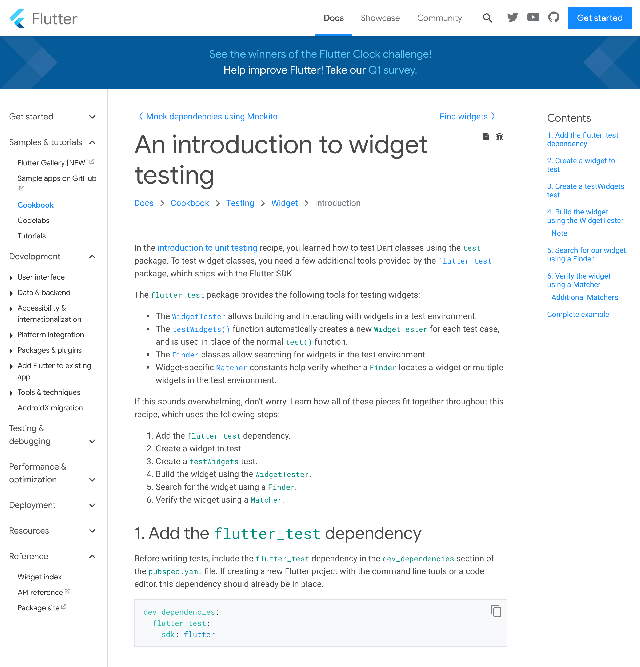 Flutter
Docs
Showcase
Community
Get started
See the winners of the Flutter Clock challenge!
Help improve Flutter! Take our Q1 survey.
Get started
Samples & tutorials
Flutter Gallery [NEW]
Sample apps on GitHub
Cookbook
Codelabs
Tutorials
Development
User interface
Data & backend
Accessibility &
internationalization
Platform integration
Packages & plugins
Add Flutter to existing
app
Tools & techniques
AndroidX migration
Testing &
debugging
Performance &
optimization
Deployment
Resources
Reference
Widget index
API reference
Package site
Mock dependencies using Mockito
Find widgets
An introduction to widget
testing
Docs > Cookbook > Testing > Widget > Introduction
In the introduction to unit testing recipe, you learned how to test Dart classes using the test
package. To test widget classes, you need a few additional tools provided by the flutter_test
package, which ships with the Flutter SDK.
The flutter_test package provides the following tools for testing widgets:
• The WidgetTester allows building and interacting with widgets in a test environment.
• The testWidgets() function automatically creates a new WidgetTester for each test case,
and is used in place of the normal test() function.
• The Finder classes allow searching for widgets in the test environment.
• Widget-specific Matcher constants help verify whether a Finder locates a widget or multiple
widgets in the test environment.
If this sounds overwhelming, don't worry. Learn how all of these pieces fit together throughout this
recipe, which uses the following steps:
1. Add the flutter_test dependency.
2. Create a widget to test.
3. Create a testWidgets test.
4. Build the widget using the WidgetTester.
5. Search for the widget using a Finder.
6. Verify the widget using a Matcher.
1. Add the flutter_test dependency
Before writing tests, include the flutter_test dependency in the dev_dependencies section of
the pubspec.yaml file. If creating a new Flutter project with the command line tools or a code
editor, this dependency should already be in place.
dev_dependencies:
flutter_test:
sdk: flutter
Contents
1. Add the flutter_test
dependency
2. Create a widget to
test
3. Create a testWidgets
test
4. Build the widget
using the WidgetTester
Note
5. Search for our widget
using a Finder
6. Verify the widget
using a Matcher
Additional Matchers
Complete example